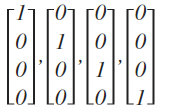 ⎡1⎤ ⎡0⎤ ⎡0⎤ ⎡0⎤
⎢0⎥ ⎢1⎥ ⎢0⎥ ⎢0⎥
⎢0⎥,⎢0⎥,⎢1⎥,⎢0⎥
⎣0⎦ ⎣0⎦ ⎣0⎦ ⎣1⎦